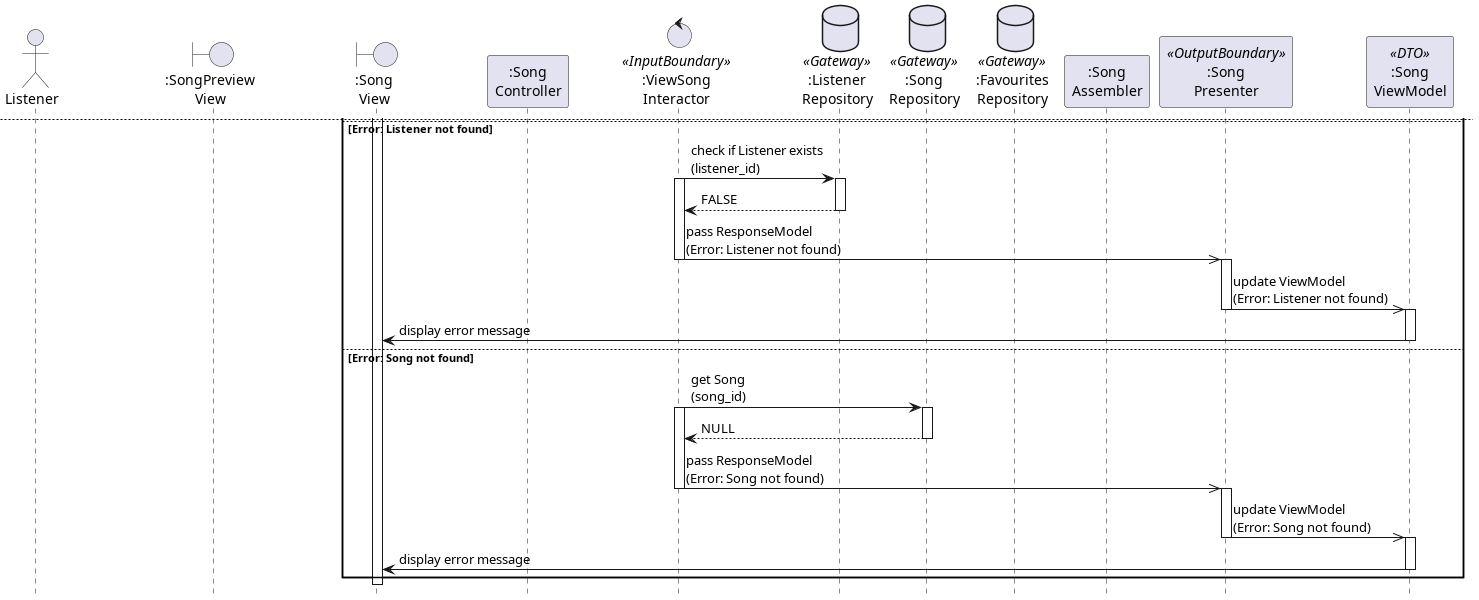 Listener
:SongPreview
View
:Song
View
:Song
Controller
«InputBoundary»
:ViewSong
Interactor
«Gateway»
:Listener
Repository
«Gateway»
:Song
Repository
«Gateway»
:Favourites
Repository
:Song
Assembler
«OutputBoundary»
:Song
Presenter
«DTO»
:Song
ViewModel
[Error: Listener not found]
check if Listener exists
(listener_id)
FALSE
pass ResponseModel
(Error: Listener not found)
update ViewModel
(Error: Listener not found)
display error message
[Error: Song not found]
get Song
(song_id)
NULL
pass ResponseModel
(Error: Song not found)
update ViewModel
(Error: Song not found)
display error message